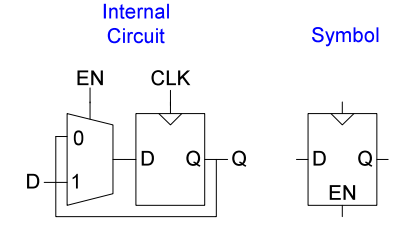 Internal
Circuit
Symbol
EN
CLK
0
D
1
D
Q
Q
D
Q
EN